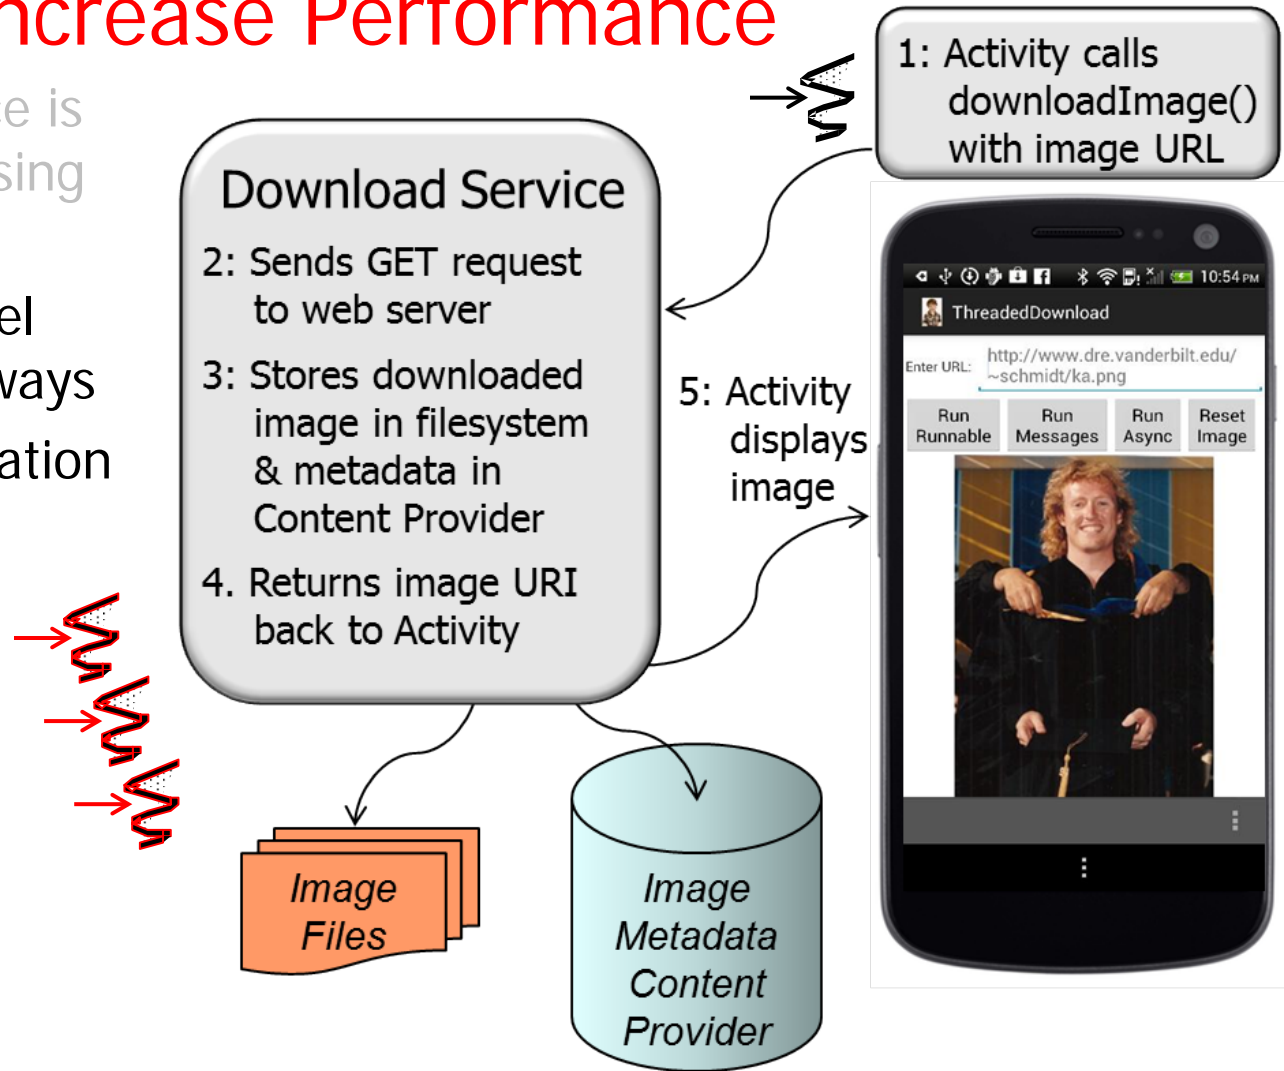 ncrease Performance
e is
sing
el
ways
ation
1: Activity calls
downloadImage()
with image URL
Download Service
2: Sends GET request
to web server
3: Stores downloaded
image in filesystem
& metadata in
Content Provider
4. Returns image URI
back to Activity
5: Activity
displays
image
10:54 PM
ThreadedDownload
Enter URL:
http://www.dre.vanderbilt.edu/
~schmidt/ka.png
Run
Runnable
Run
Messages
Run
Async
Reset
Image
Image
Files
Image
Metadata
Content
Provider